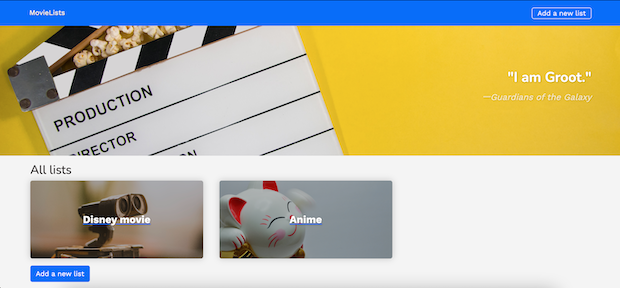 MovieLists
Add a new list
"I am Groot."
—Guardians of the Galaxy
PRODUCTION
DIRECTOR
All lists
Disney movie
Anime
Add a new list